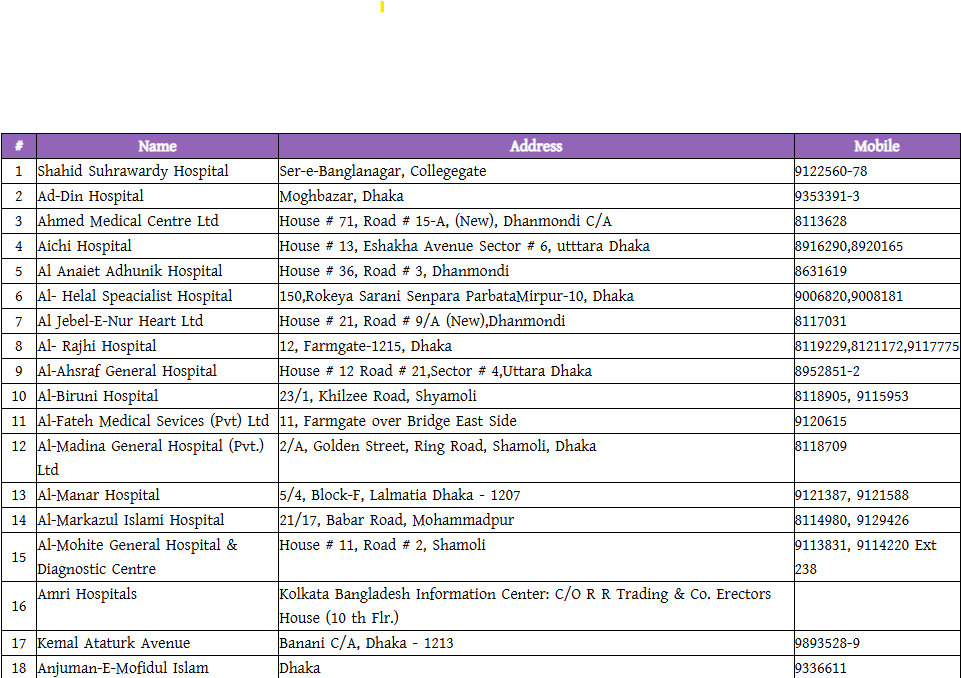 # Name Address Mobile
1 Shahid Suhrawardy Hospital Ser-e-Banglanagar, Collegegate 9122560-78
2 Ad-Din Hospital Moghbazar, Dhaka 9353391-3
3 Ahmed Medical Centre Ltd House # 71, Road # 15-A, (New), Dhanmondi C/A 8113628
4 Aichi Hospital House # 13, Eshakha Avenue Sector # 6, utttara Dhaka 8916290,8920165
5 Al Anaiet Adhunik Hospital House # 36, Road # 3, Dhanmondi 8631619
6 Al- Helal Speacialist Hospital 150,Rokeya Sarani Senpara ParbataMirpur-10, Dhaka 9006820,9008181
7 Al Jebel-E-Nur Heart Ltd House # 21, Road # 9/A (New),Dhanmondi 8117031
8 Al- Rajhi Hospital 12, Farmgate-1215, Dhaka 8119229,8121172,9117775
9 Al-Ahsraf General Hospital House # 12 Road # 21,Sector # 4,Uttara Dhaka 8952851-2
10 Al-Biruni Hospital 23/1, Khilzee Road, Shyamoli 8118905, 9115953
11 Al-Fateh Medical Sevices (Pvt) Ltd 11, Farmgate over Bridge East Side 9120615
12 Al-Madina General Hospital (Pvt.) 2/A, Golden Street, Ring Road, Shamoli, Dhaka 8118709
Ltd
13 Al-Manar Hospital 5/4, Block-F, Lalmatia Dhaka - 1207 9121387, 9121588
14 Al-Markazul Islami Hospital 21/17, Babar Road, Mohammadpur 8114980, 9129426
15 Al-Mohite General Hospital & House # 11, Road # 2, Shamoli 9113831, 9114220 Ext
Diagnostic Centre 238
16 Amri Hospitals Kolkata Bangladesh Information Center: C/O R R Trading & Co. Erectors
House (10 th Flr.)
17 Kemal Ataturk Avenue Banani C/A, Dhaka - 1213 9893528-9
18 Anjuman-E-Mofidul Islam Dhaka 9336611